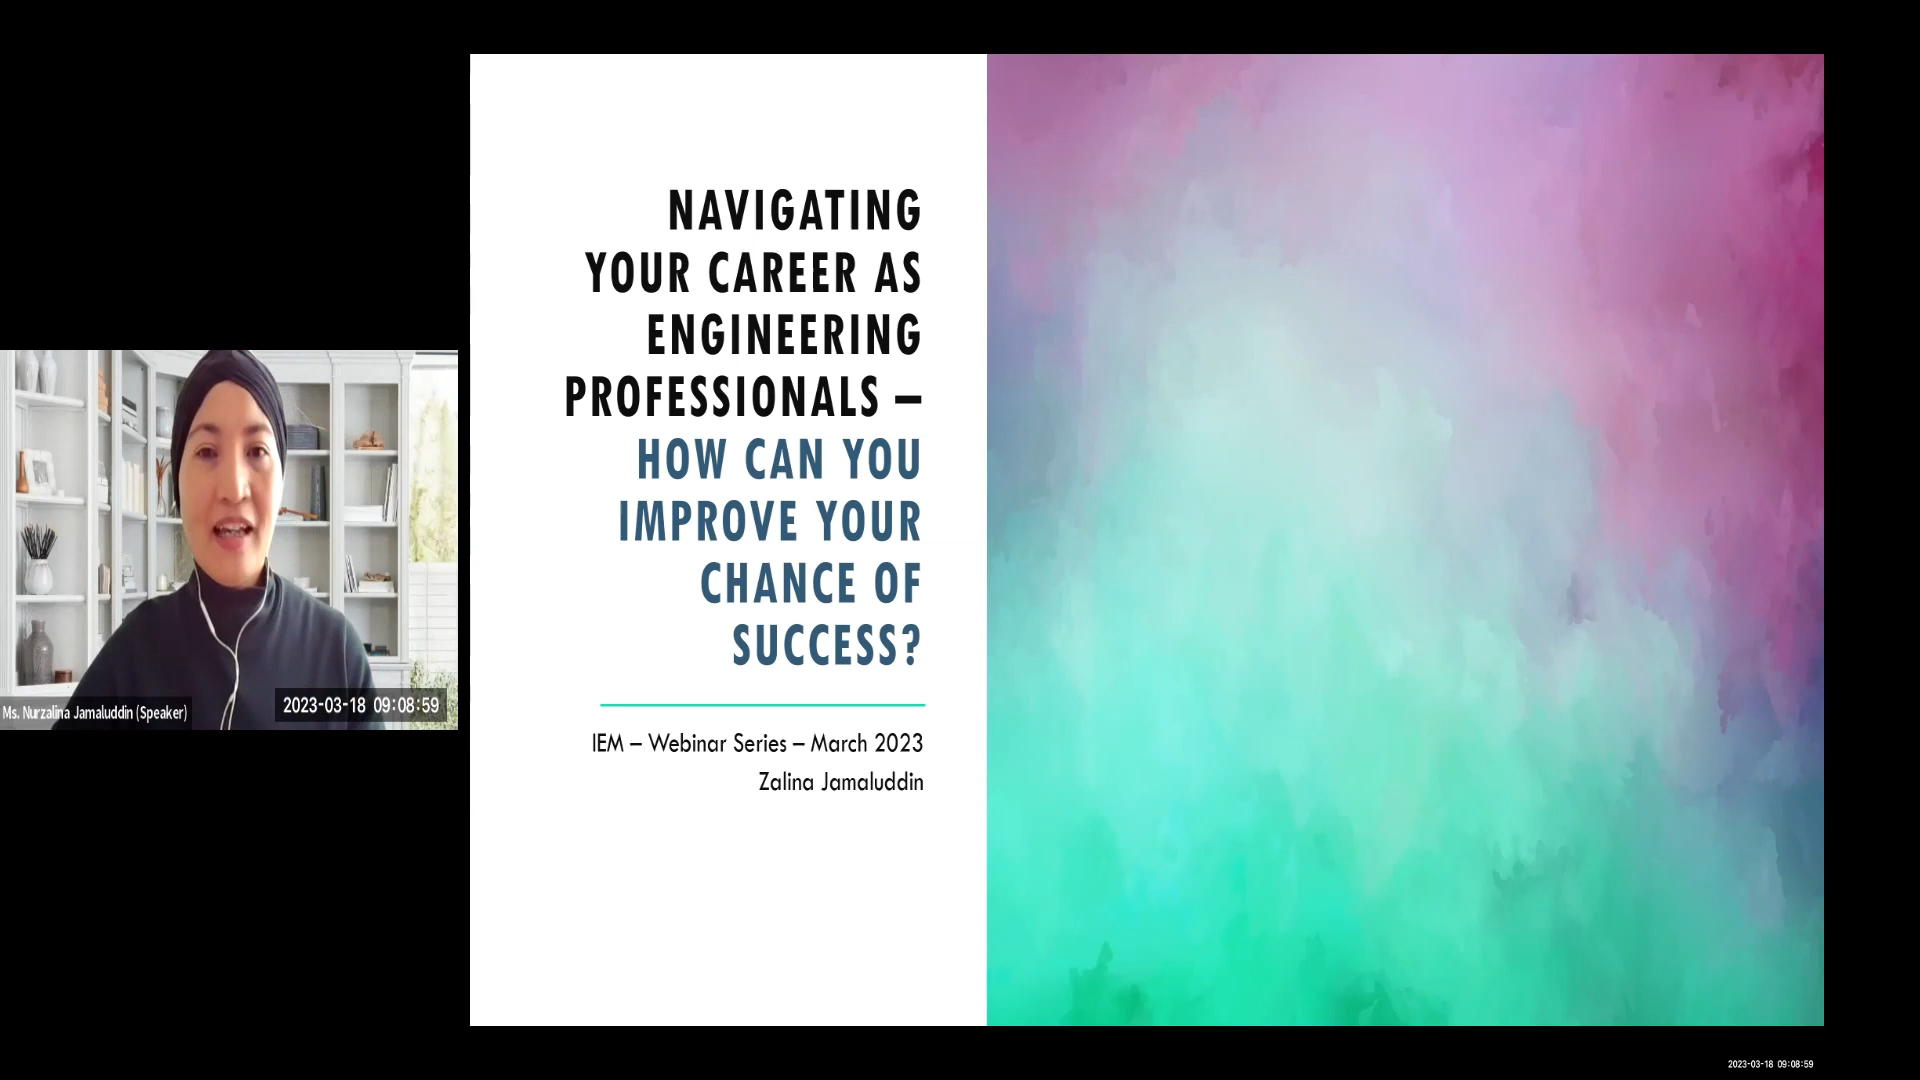 NAVIGATING
YOUR CAREER AS
ENGINEERING
PROFESSIONALS –
HOW CAN YOU
IMPROVE YOUR
CHANCE OF
SUCCESS?
IEM – Webinar Series – March 2023
Zalina Jamaluddin
Ms. Nurzalina Jamaluddin (Speaker)
2023-03-18 09:08:59
2023-03-18 09:08:59